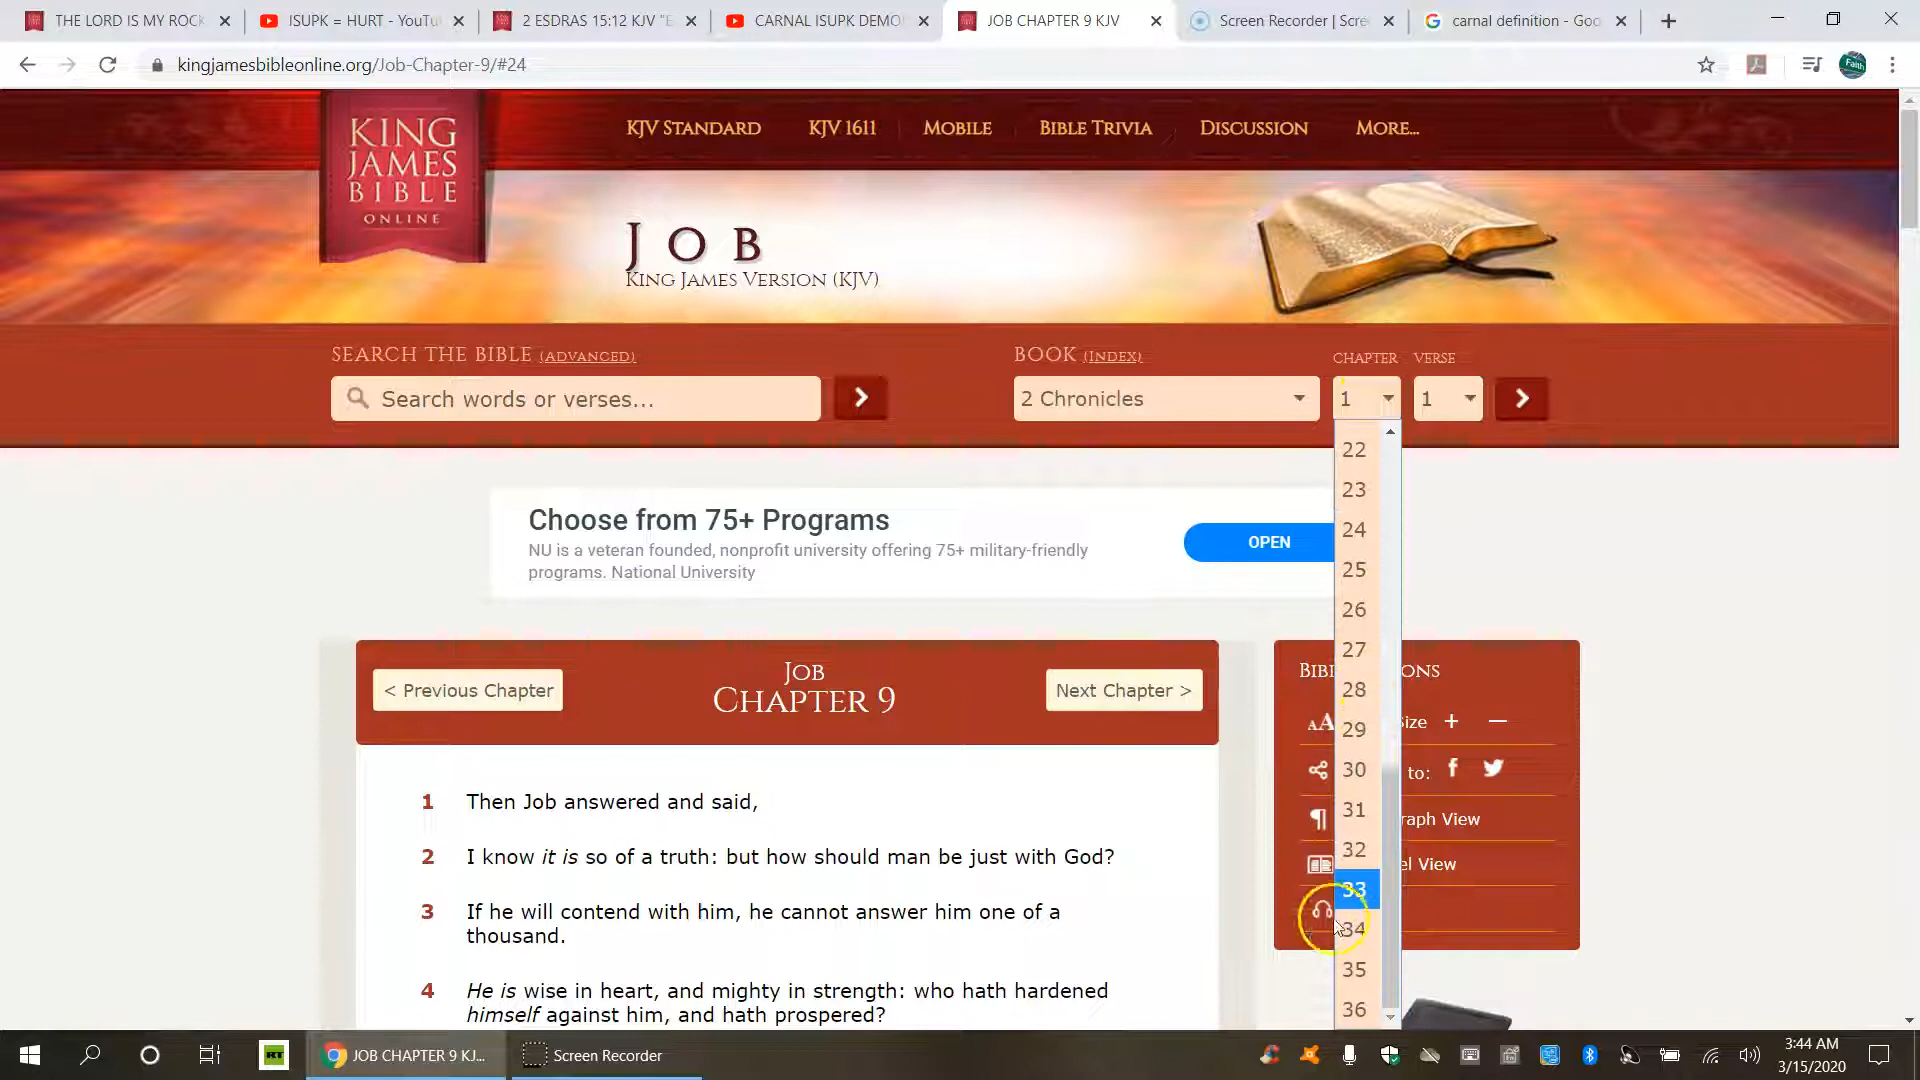 THE LORD IS MY ROCK
ISUPK = HURT - YouTu
2 ESDRAS 15:12 KJV "E
CARNAL ISUPK DEMO
JOB CHAPTER 9 KJV
Screen Recorder | Scre
carnal definition - Goo
kingjamesbibleonline.org/Job-Chapter-9/#24
Faith
KING
JAMES
BIBLE
ONLINE
KJV STANDARD
KJV 1611
MOBILE
BIBLE TRIVIA
DISCUSSION
MORE...
JOB
KING JAMES VERSION (KJV)
SEARCH THE BIBLE (ADVANCED)
BOOK (INDEX)
CHAPTER
VERSE
Search words or verses...
2 Chronicles
1
1
22
23
24
25
26
27
28
29
30
31
32
33
34
35
36
Choose from 75+ Programs
NU is a veteran founded, nonprofit university offering 75+ military-friendly
programs. National University
OPEN
< Previous Chapter
JOB
CHAPTER 9
Next Chapter >
1 Then Job answered and said,
2 I know it is so of a truth: but how should man be just with God?
3 If he will contend with him, he cannot answer him one of a
thousand.
4 He is wise in heart, and mighty in strength: who hath hardened
himself against him, and hath prospered?
BIB
ONS
AA
size + —
to:
raph View
el View
RT
JOB CHAPTER 9 KJ...
Screen Recorder
3:44 AM
3/15/2020